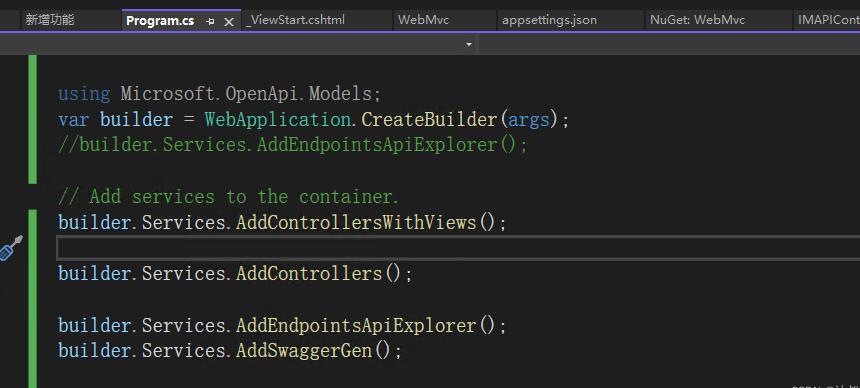 新增功能 Program.cs _ViewStart.cshtml WebMvc appsettings.json NuGet: WebMvc IMAPICont
using Microsoft.OpenApi.Models;
var builder = WebApplication.CreateBuilder(args);
//builder.Services.AddEndpointsApiExplorer();
// Add services to the container.
builder.Services.AddControllersWithViews();
builder.Services.AddControllers();
builder.Services.AddEndpointsApiExplorer();
builder.Services.AddSwaggerGen();